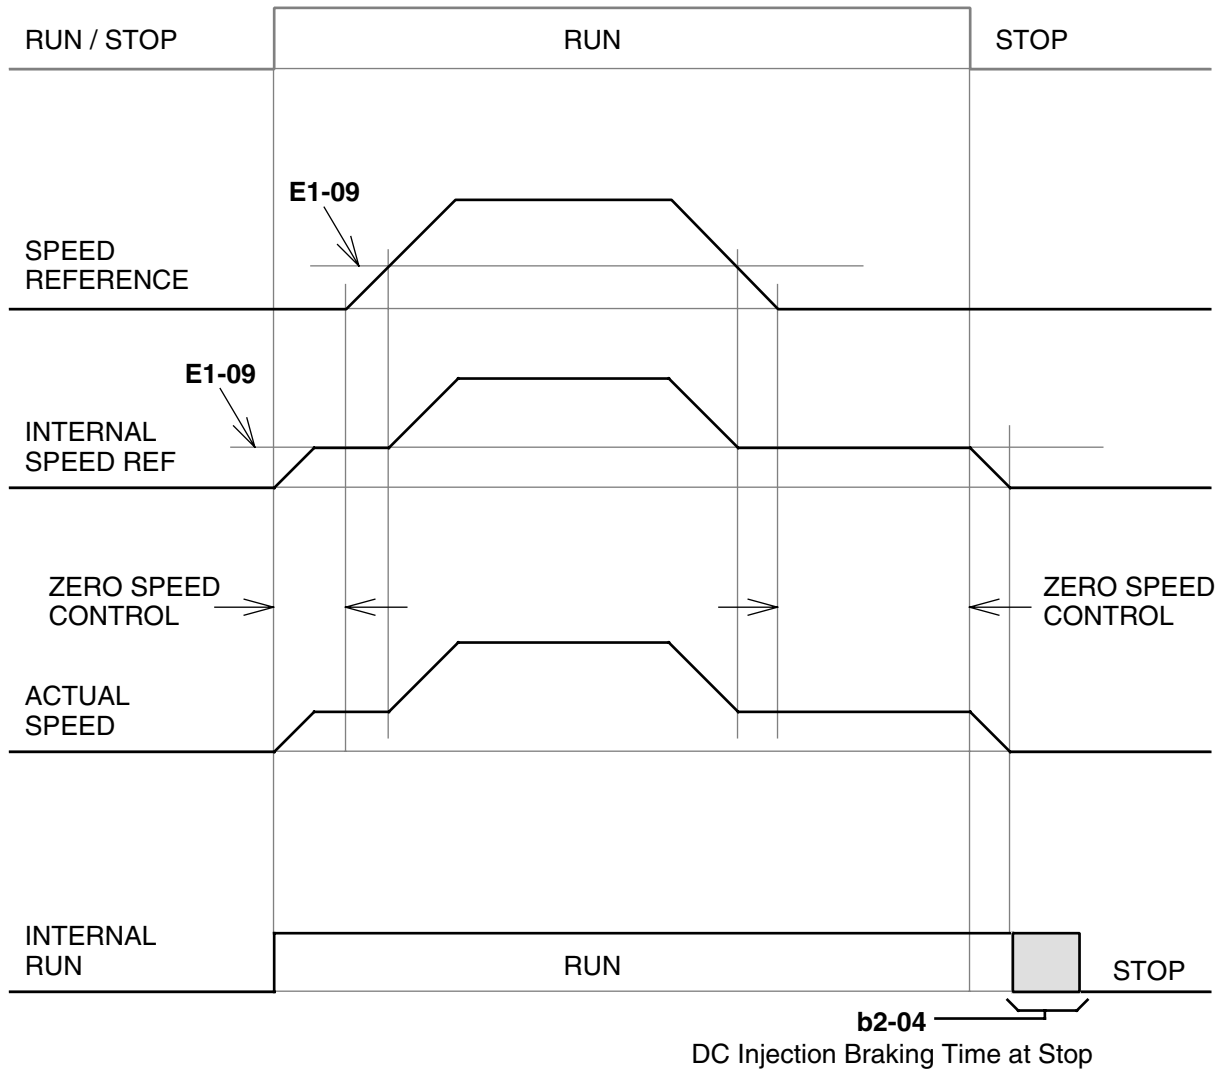 RUN / STOP
RUN
STOP
E1-09
SPEED
REFERENCE
E1-09
INTERNAL
SPEED REF
ZERO SPEED
CONTROL
ZERO SPEED
CONTROL
ACTUAL
SPEED
INTERNAL
RUN
RUN
STOP
b2-04
DC Injection Braking Time at Stop